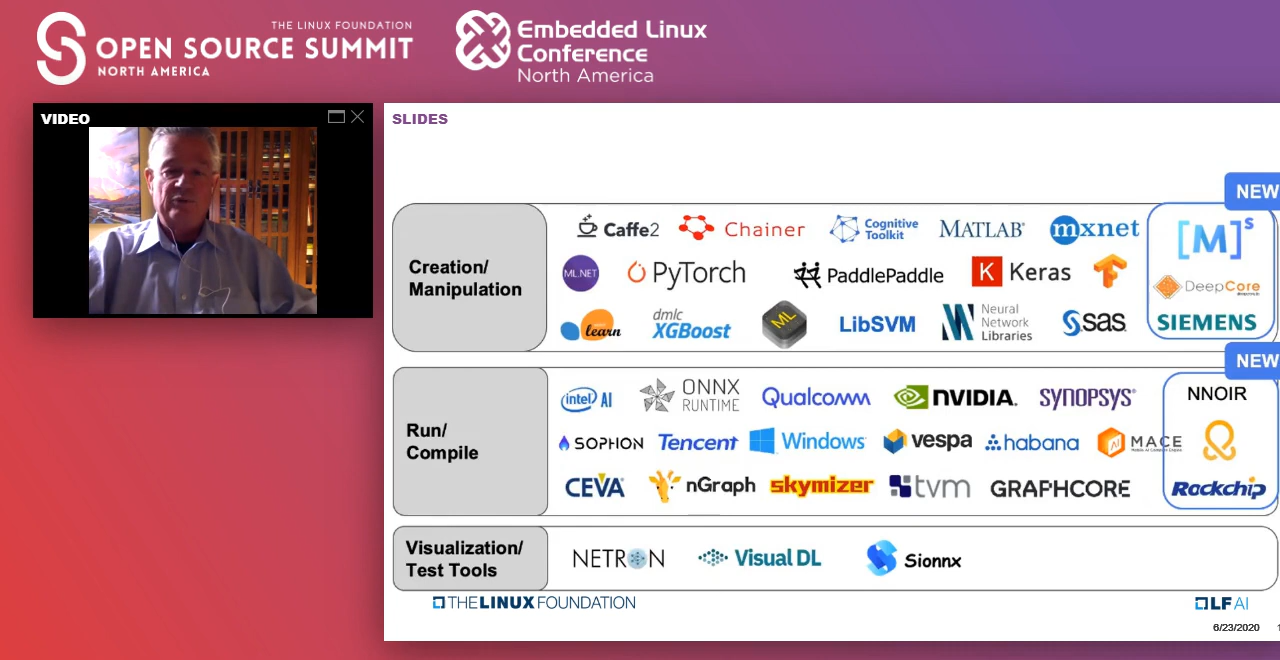 THE LINUX FOUNDATION
OPEN SOURCE SUMMIT
NORTH AMERICA
Embedded Linux
Conference
North America
VIDEO
SLIDES
NEW
Creation/
Manipulation
Caffe2 Chainer Cognitive Toolkit MATLAB® mxnet [M]S
ML.NET PyTorch PaddlePaddle K Keras DeepCore
learn dmlc XGBoost ML LibSVM Neural Network Libraries Ssas SIEMENS
NEW
Run/
Compile
intel AI ONNX RUNTIME Qualcomm NVIDIA. SYNOPSYS® NNOIR
SOPHON Tencent Windows vespa habana AI MACE
CEVA nGraph skymizer tvm GRAPHCORE Rockchip
Visualization/
Test Tools
NETRON Visual DL Sionnx
THE LINUX FOUNDATION
LF AI
6/23/2020 1